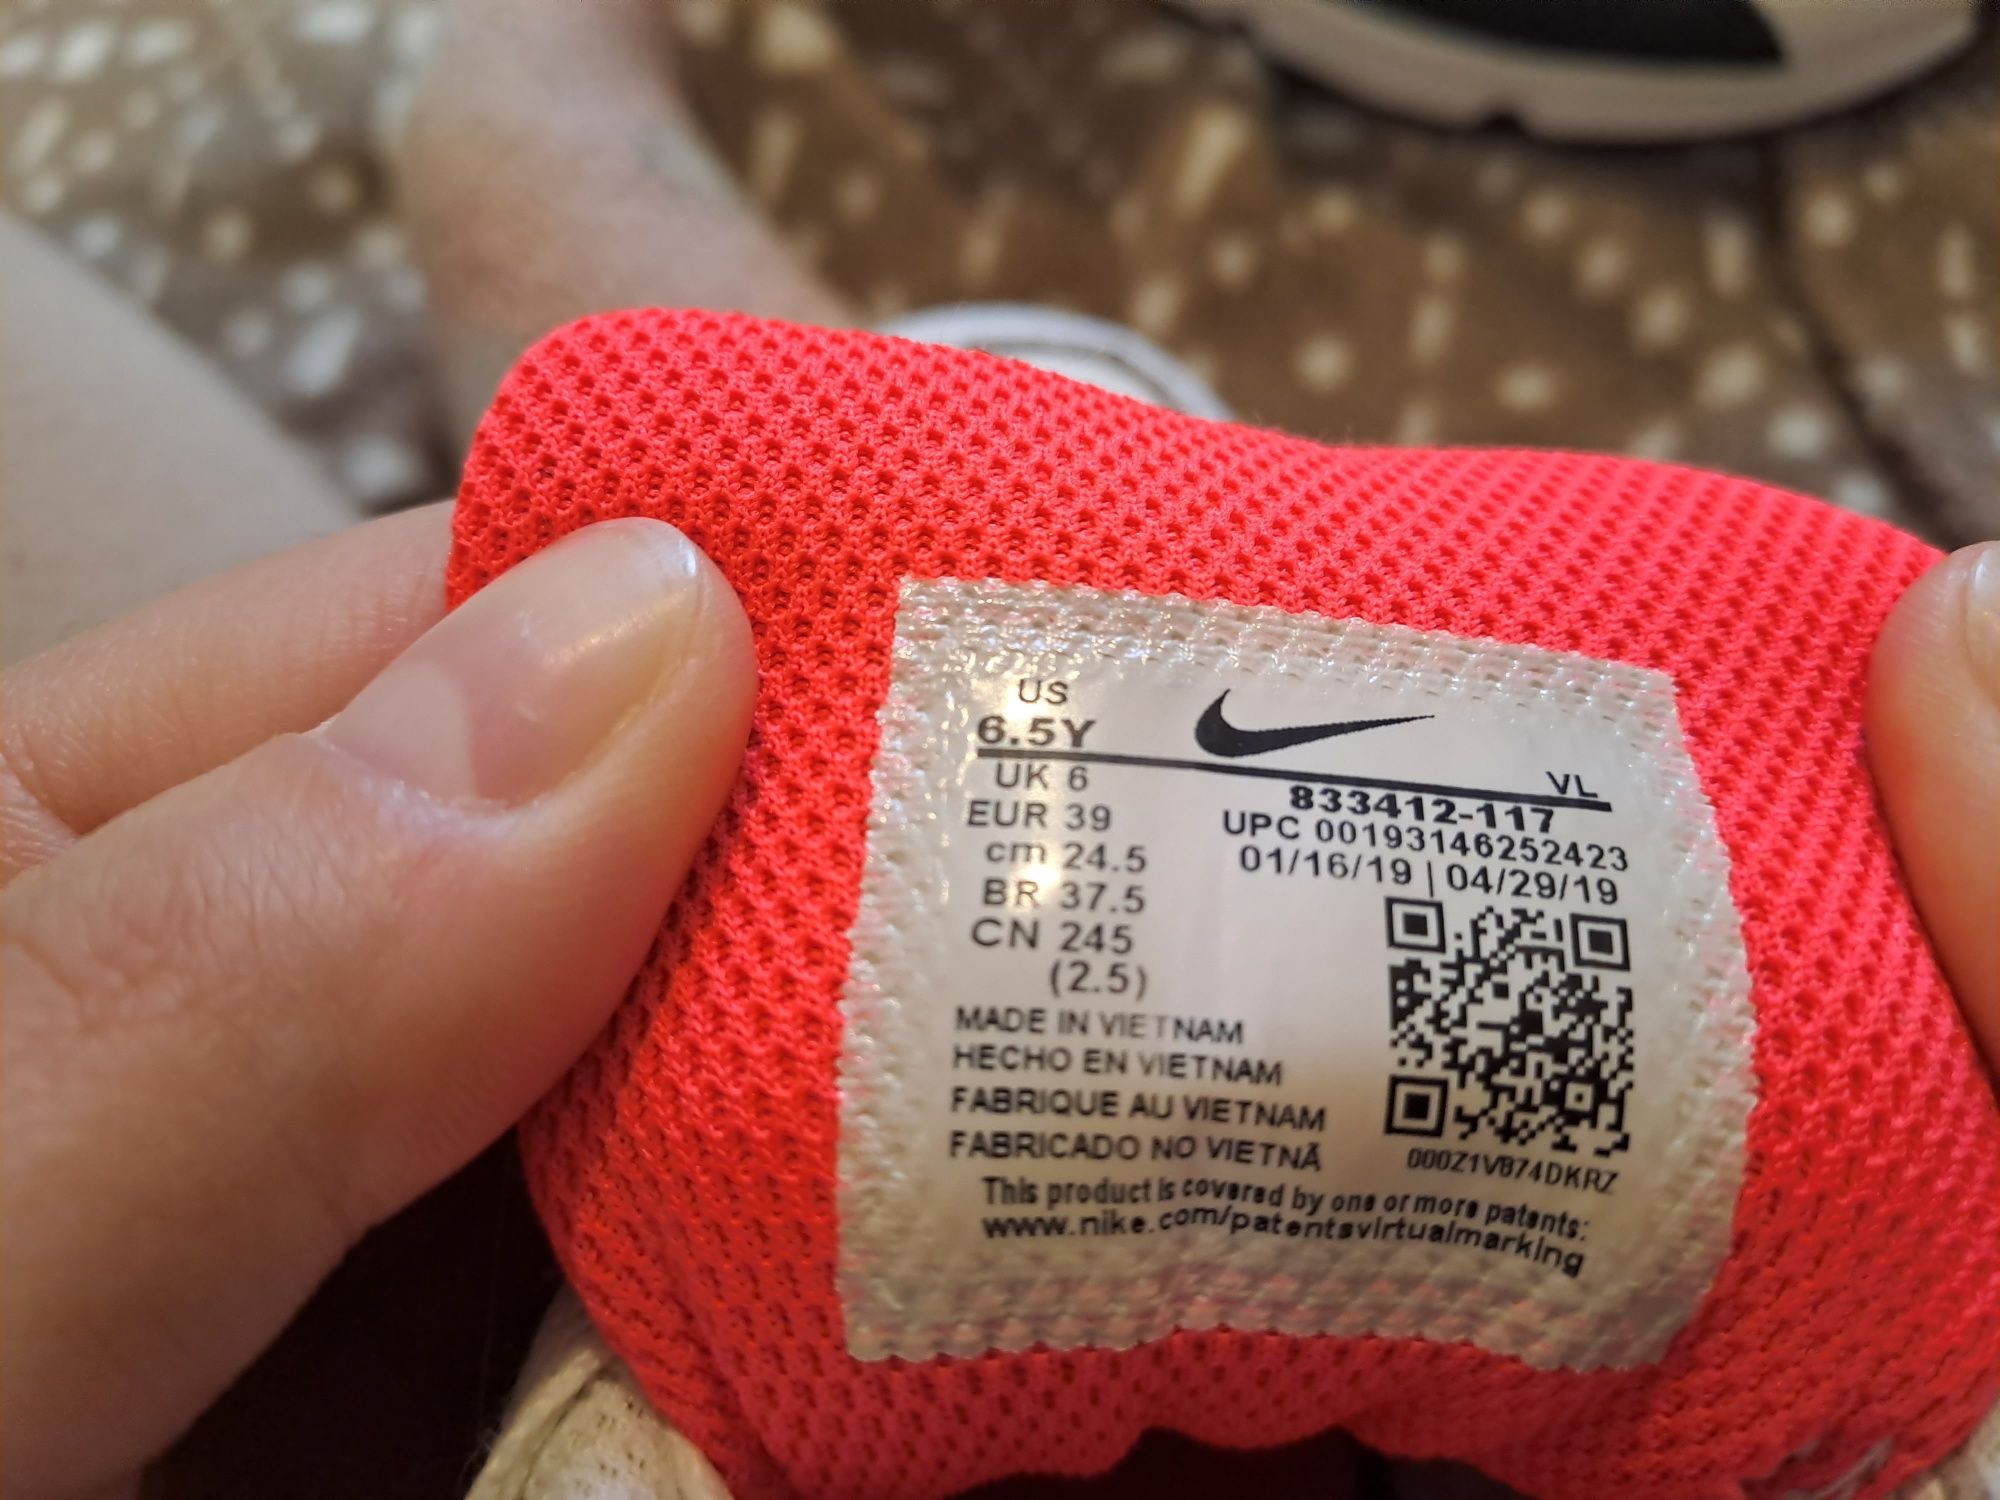 US
6.5Y
UK 6
EUR 39
cm 24.5
BR 37.5
CN 245
(2.5)
VL
833412-117
UPC 00193146252423
01/16/19 | 04/29/19
MADE IN VIETNAM
HECHO EN VIETNAM
FABRIQUE AU VIETNAM
FABRICADO NO VIETNÃ
000Z1V874DKRZ
This product is covered by one or more patents:
www.nike.com/patentsvirtualmarking